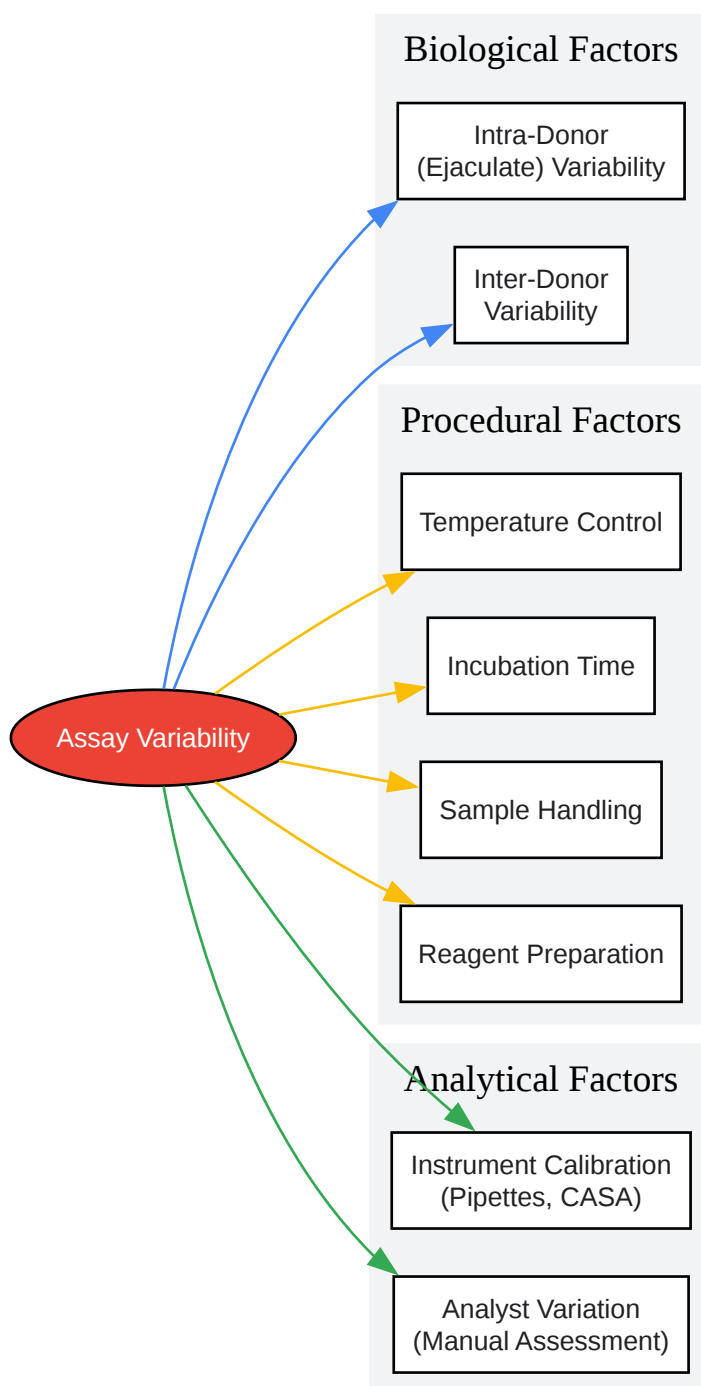 Biological Factors
Intra-Donor
(Ejaculate) Variability
Inter-Donor
Variability
Procedural Factors
Temperature Control
Incubation Time
Assay Variability
Sample Handling
Reagent Preparation
Analytical Factors
Instrument Calibration
(Pipettes, CASA)
Analyst Variation
(Manual Assessment)